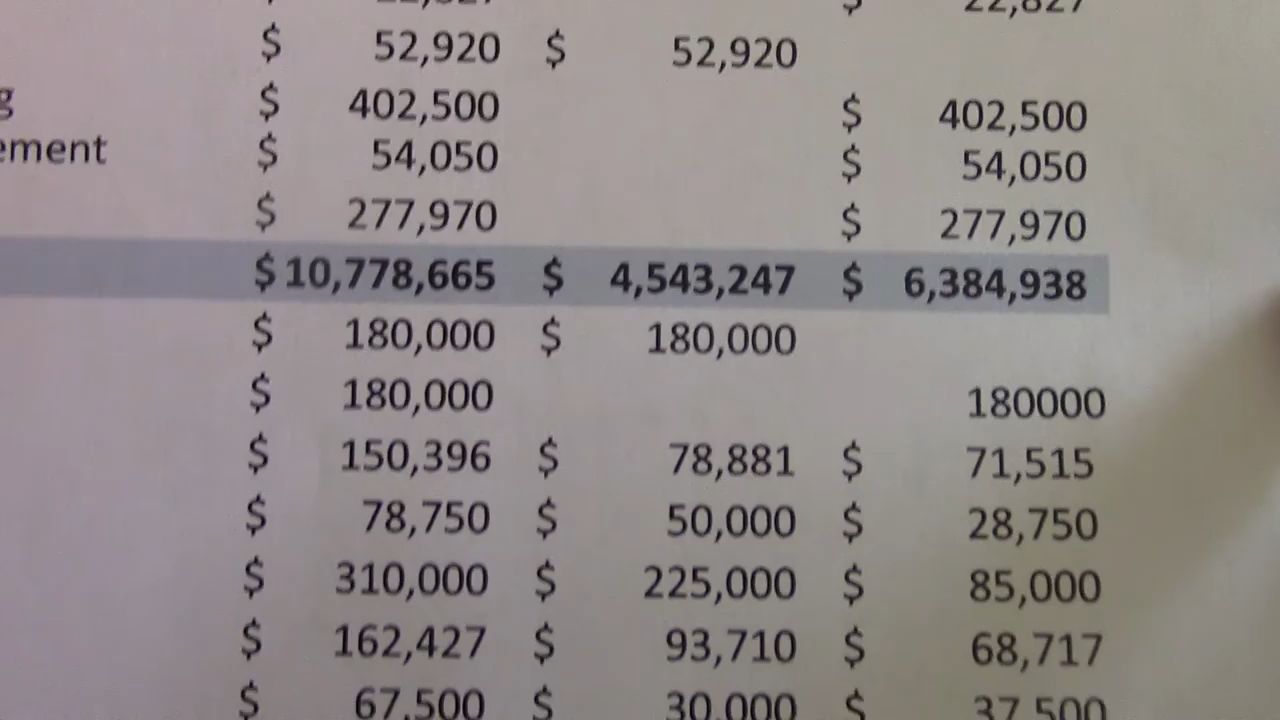 $ 22,827
$ 52,920 $ 52,920
g $ 402,500 $ 402,500
ement $ 54,050 $ 54,050
$ 277,970 $ 277,970
$ 10,778,665 $ 4,543,247 $ 6,384,938
$ 180,000 $ 180,000
$ 180,000 180000
$ 150,396 $ 78,881 $ 71,515
$ 78,750 $ 50,000 $ 28,750
$ 310,000 $ 225,000 $ 85,000
$ 162,427 $ 93,710 $ 68,717
$ 67,500 $ 30,000 $ 37,500